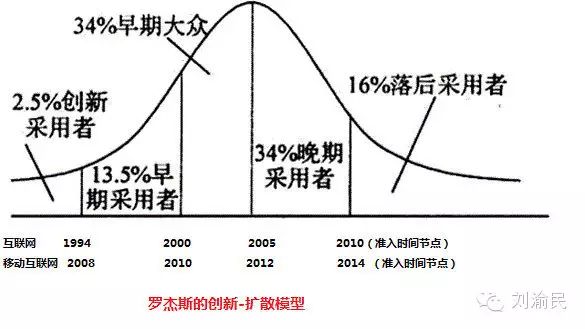 34%早期大众
2.5%创新
采用者
16%落后采用者
13.5%早
期采用者
34%晚期
采用者
互联网 1994 2000 2005 2010（准入时间节点）
移动互联网 2008 2010 2012 2014 （准入时间节点）
罗杰斯的创新-扩散模型
刘渝民